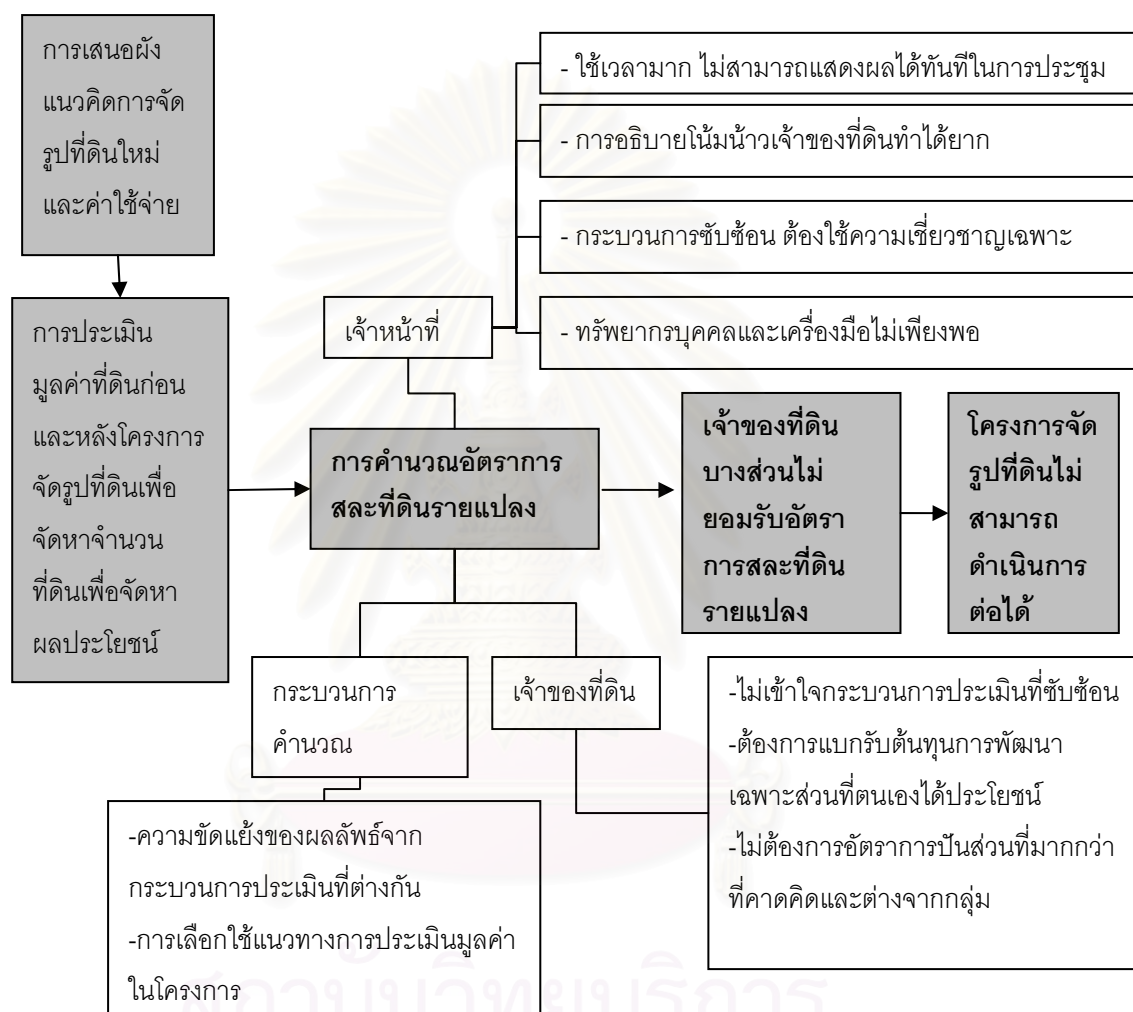 การเสนอผัง
แนวคิดการจัด
รูปที่ดินใหม่
และค่าใช้จ่าย
- ใช้เวลามาก ไม่สามารถแสดงผลได้ทันทีในการประชุม
- การอธิบายโน้มน้าวเจ้าของที่ดินทำได้ยาก
- กระบวนการซับซ้อน ต้องใช้ความเชี่ยวชาญเฉพาะ
- ทรัพยากรบุคคลและเครื่องมือไม่เพียงพอ
เจ้าหน้าที่
การประเมิน
มูลค่าที่ดินก่อน
และหลังโครงการ
จัดรูปที่ดินเพื่อ
จัดหาจำนวน
ที่ดินเพื่อจัดหา
ผลประโยชน์
การคำนวณอัตราการ
สละที่ดินรายแปลง
เจ้าของที่ดิน
บางส่วนไม่
ยอมรับอัตรา
การสละที่ดิน
รายแปลง
โครงการจัด
รูปที่ดินไม่
สามารถ
ดำเนินการ
ต่อได้
กระบวนการ
คำนวณ
เจ้าของที่ดิน
-ความขัดแย้งของผลลัพธ์จาก
กระบวนการประเมินที่ต่างกัน
-การเลือกใช้แนวทางการประเมินมูลค่า
ในโครงการ
-ไม่เข้าใจกระบวนการประเมินที่ซับซ้อน
-ต้องการแบกรับต้นทุนการพัฒนา
เฉพาะส่วนที่ตนเองได้ประโยชน์
-ไม่ต้องการอัตราการปันส่วนที่มากกว่า
ที่คาดคิดและต่างจากกลุ่ม
สถาบันวิทยบริการ